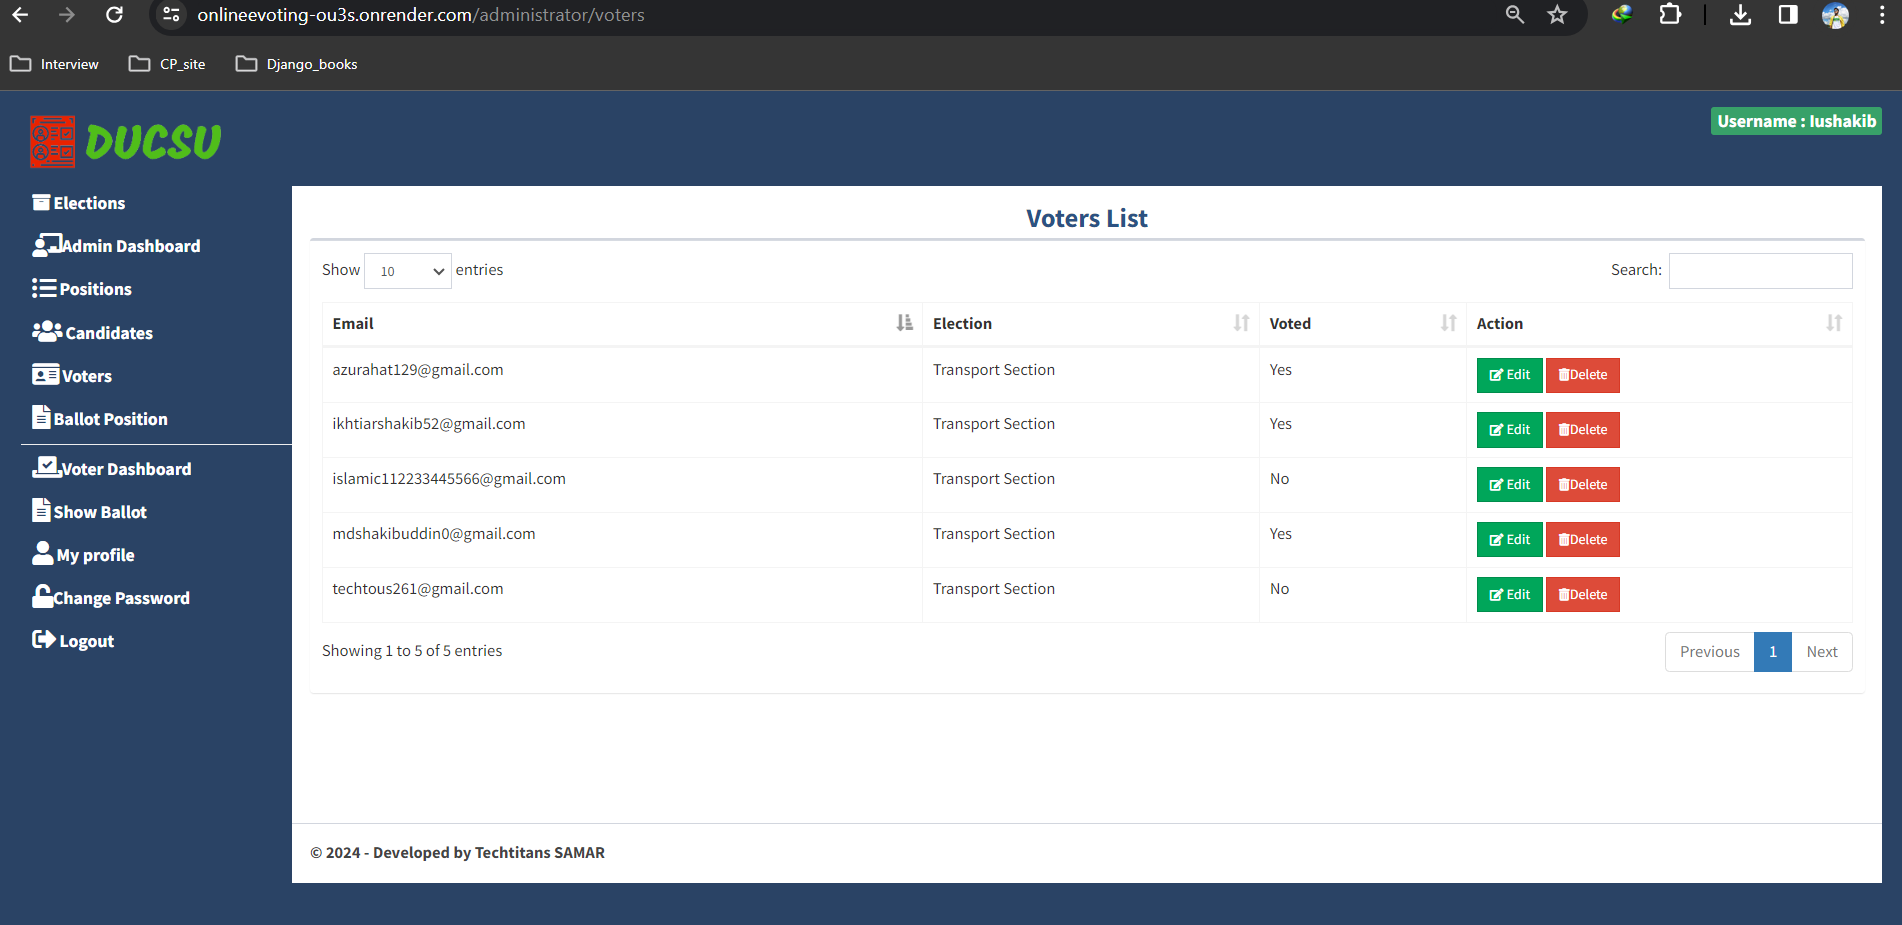 onlineevoting-ou3s.onrender.com/administrator/voters
Interview CP_site Django_books
DUCSU
Username : Iushakib
Elections
Admin Dashboard
Positions
Candidates
Voters
Ballot Position
Voter Dashboard
Show Ballot
My profile
Change Password
Logout
Voters List
Show 10 entries Search:
Email Election Voted Action
azurahat129@gmail.com Transport Section Yes Edit Delete
ikhtiarshakib52@gmail.com Transport Section Yes Edit Delete
islamic112233445566@gmail.com Transport Section No Edit Delete
mdshakibuddin0@gmail.com Transport Section Yes Edit Delete
techtous261@gmail.com Transport Section No Edit Delete
Showing 1 to 5 of 5 entries Previous 1 Next
© 2024 - Developed by Techtitans SAMAR